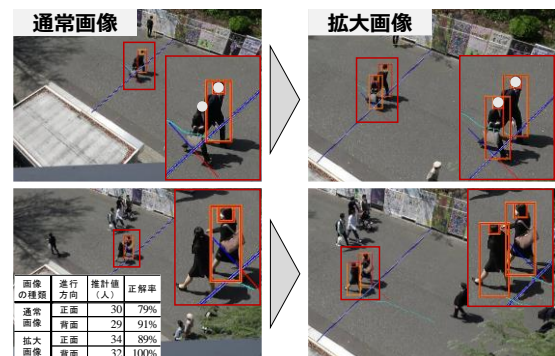 通常画像
拡大画像
画像の種類 進行方向 推計値（人） 正解率
通常画像 正面 30 79%
背面 29 91%
拡大画像 正面 34 89%
背面 32 100%